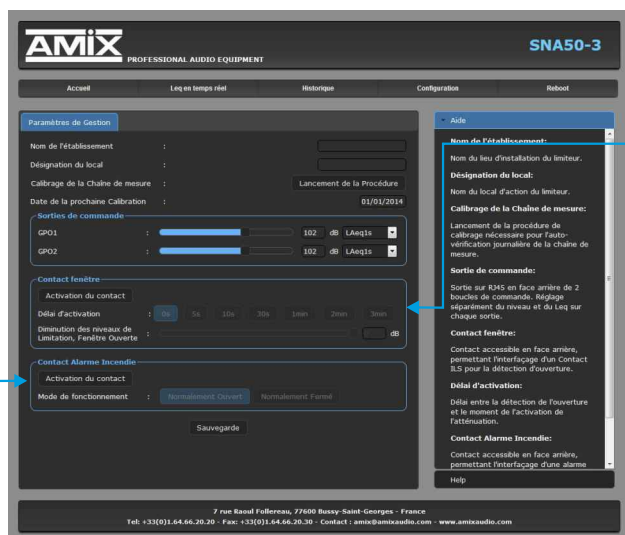 AMIX
PROFESSIONAL AUDIO EQUIPMENT
SNA50-3
Accueil
Leq en temps réel
Historique
Configuration
Reboot
Paramètres de Gestion
Nom de l'établissement :
Désignation du local :
Calibrage de la Chaîne de mesure : Lancement de la Procédure
Date de la prochaine Calibration : 01/01/2014
Sorties de commande
GPO1 : 102 dB LAeq1s
GPO2 : 102 dB LAeq1s
Contact fenêtre
Activation du contact
Délai d'activation : 0s 5s 10s 30s 1min 2min 3min
Diminution des niveaux de
Limitation, Fenêtre Ouverte : dB
Contact Alarme Incendie
Activation du contact
Mode de fonctionnement : Normalement Ouvert Normalement Fermé
Sauvegarde
Aide
Nom de l'établissement:
Nom du lieu d'installation du limiteur.
Désignation du local:
Nom du local d'action du limiteur.
Calibrage de la Chaîne de mesure:
Lancement de la procédure de
calibrage nécessaire pour l'auto-
vérification journalière de la chaîne de
mesure.
Sortie de commande:
Sortie sur RJ45 en face arrière de 2
boucles de commande. Réglage
séparément du niveau et du Leq sur
chaque sortie.
Contact fenêtre:
Contact accessible en face arrière,
permettant l'interfaçage d'un Contact
ILS pour la détection d'ouverture.
Délai d'activation:
Délai entre la détection de l'ouverture
et le moment de l'activation de
l'atténuation.
Contact Alarme Incendie:
Contact accessible en face arrière,
permettant l'interfaçage d'une alarme
Help
7 rue Raoul Follereau, 77600 Bussy-Saint-Georges - France
Tel: +33(0)1.64.66.20.20 - Fax: +33(0)1.64.66.20.30 - Contact : amix@amixaudio.com - www.amixaudio.com